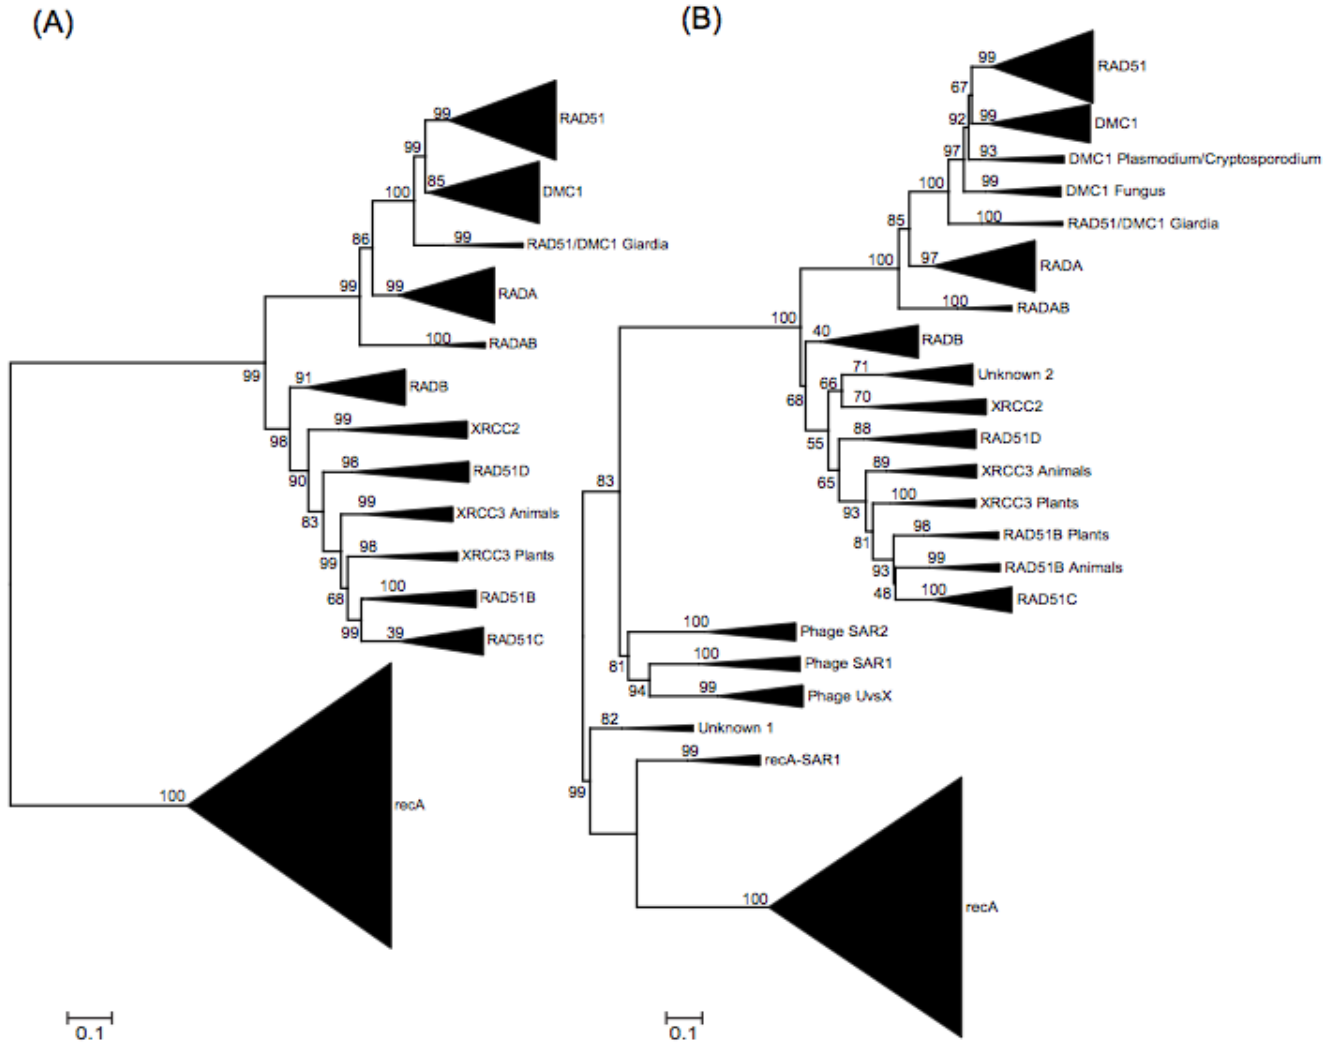 (A)
99
RAD51
99
85
DMC1
100
99
RAD51/DMC1 Giardia
86
99
99
RADA
100
RADAB
99
91
RADB
98
99
XRCC2
90
98
RAD51D
83
99
XRCC3 Animals
99
98
XRCC3 Plants
68
100
RAD51B
99
39
RAD51C
100
recA
0.1
(B)
99
RAD51
67
92
99
DMC1
97
93
DMC1 Plasmodium/Cryptosporodium
100
99
DMC1 Fungus
85
100
RAD51/DMC1 Giardia
100
97
RADA
100
RADAB
100
40
RADB
71
Unknown 2
66
68
70
XRCC2
55
88
RAD51D
65
89
XRCC3 Animals
93
100
XRCC3 Plants
81
98
RAD51B Plants
93
99
RAD51B Animals
48
100
RAD51C
83
100
Phage SAR2
81
100
Phage SAR1
94
99
Phage UvsX
82
Unknown 1
99
99
recA-SAR1
100
recA
0.1